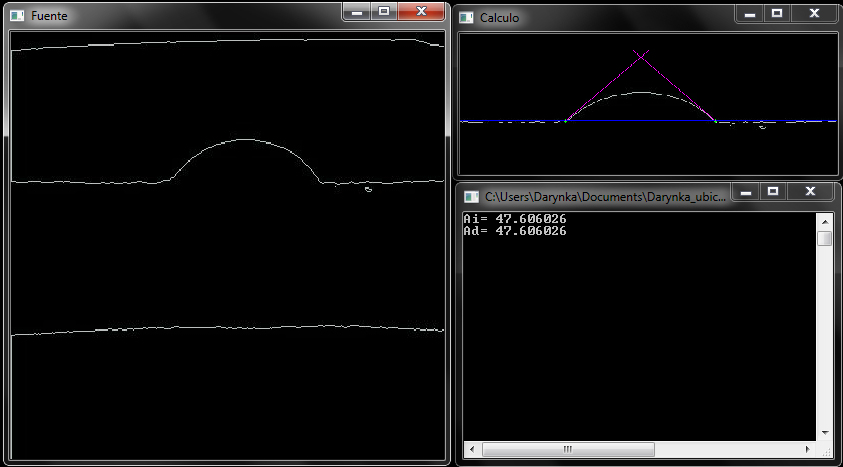 Fuente
Calculo
C:\Users\Darynka\Documents\Darynka_ubic...
Ai= 47.606026
Ad= 47.606026